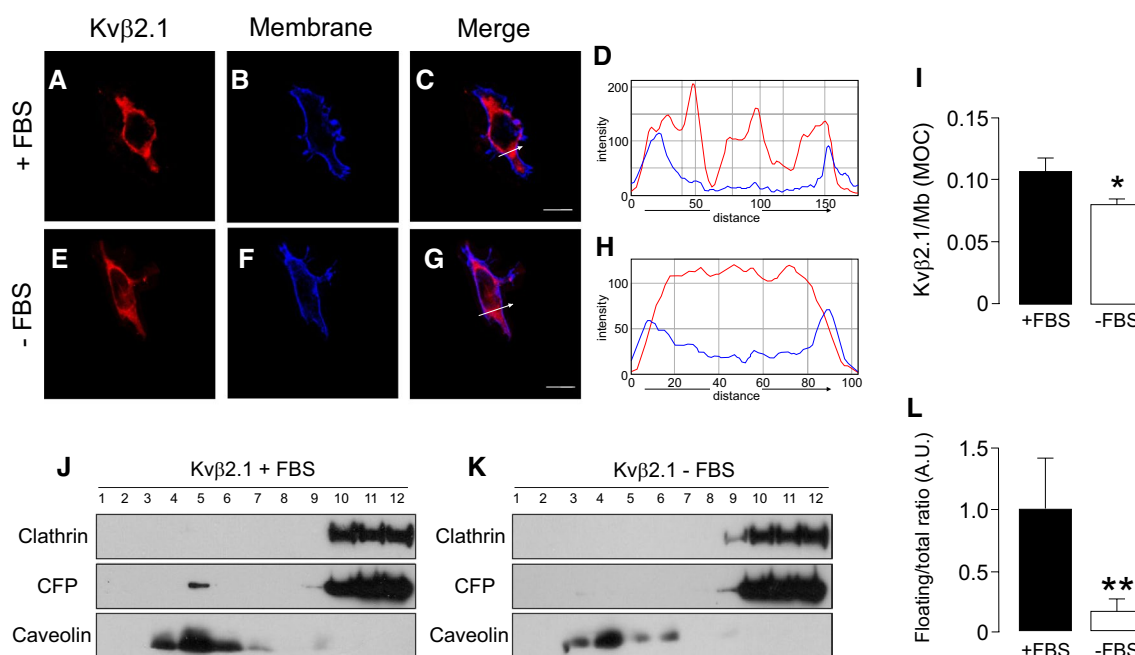 Kvβ2.1 Membrane Merge
+ FBS
A B C
- FBS
E F G
D
200
100
0
intensity
0 50 100 150
distance
H
100
50
0
intensity
0 20 40 60 80 100
distance
I
Kvβ2.1/Mb (MOC)
0.15
0.10
0.05
0
*
+FBS -FBS
J
Kvβ2.1 + FBS
1 2 3 4 5 6 7 8 9 10 11 12
Clathrin
CFP
Caveolin
K
Kvβ2.1 - FBS
1 2 3 4 5 6 7 8 9 10 11 12
Clathrin
CFP
Caveolin
L
Floating/total ratio (A.U.)
1.5
1.0
0.5
0
**
+FBS -FBS